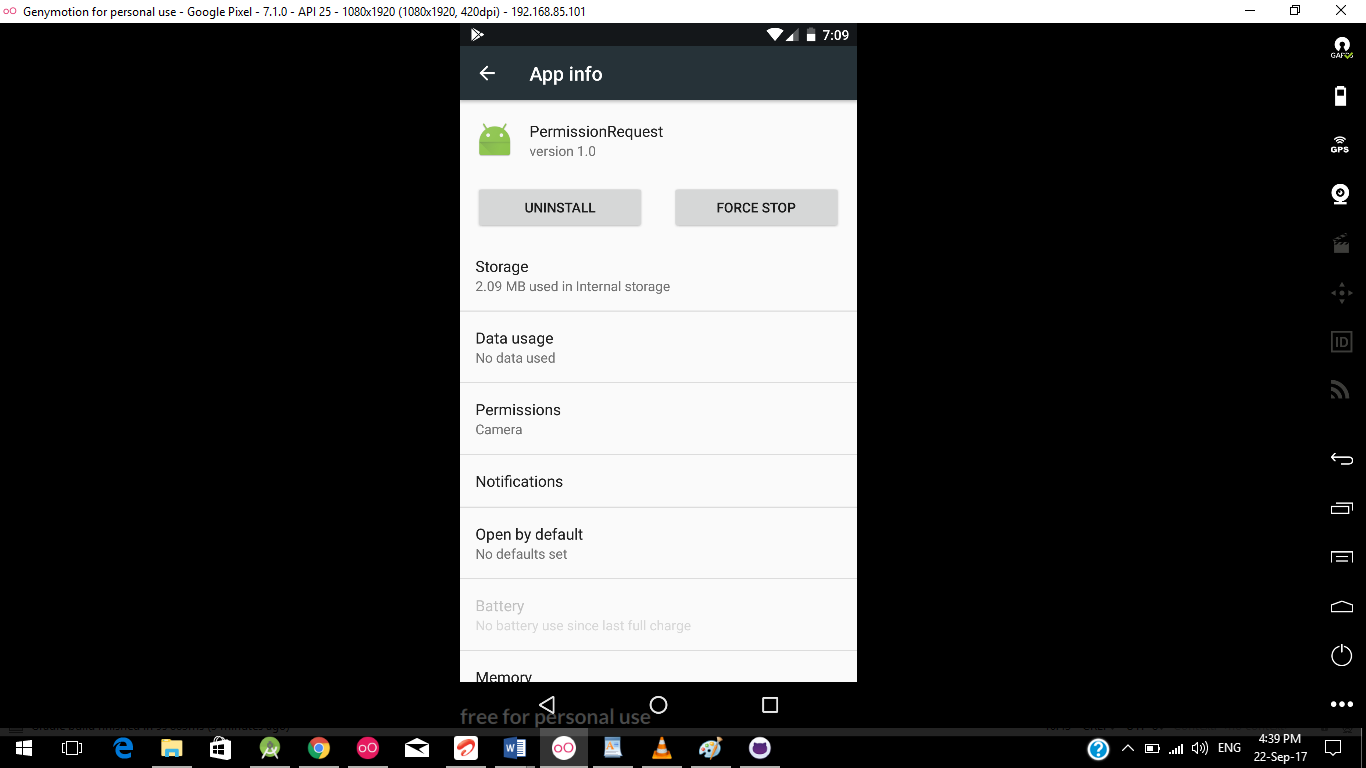 Genymotion for personal use - Google Pixel - 7.1.0 - API 25 - 1080x1920 (1080x1920, 420dpi) - 192.168.85.101
7:09
App info
PermissionRequest
version 1.0
UNINSTALL
FORCE STOP
Storage
2.09 MB used in Internal storage
Data usage
No data used
Permissions
Camera
Notifications
Open by default
No defaults set
Battery
No battery use since last full charge
Memory
free for personal use
GPS
ID
ENG
4:39 PM
22-Sep-17